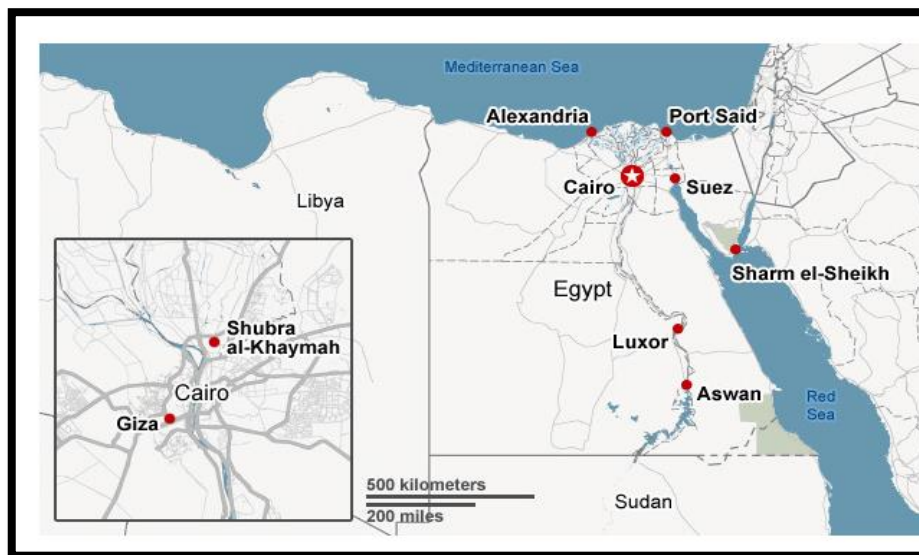 Mediterranean Sea
Alexandria
Port Said
Cairo
Suez
Libya
Sharm el-Sheikh
Egypt
Luxor
Aswan
Red
Sea
Shubra
al-Khaymah
Cairo
Giza
500 kilometers
200 miles
Sudan